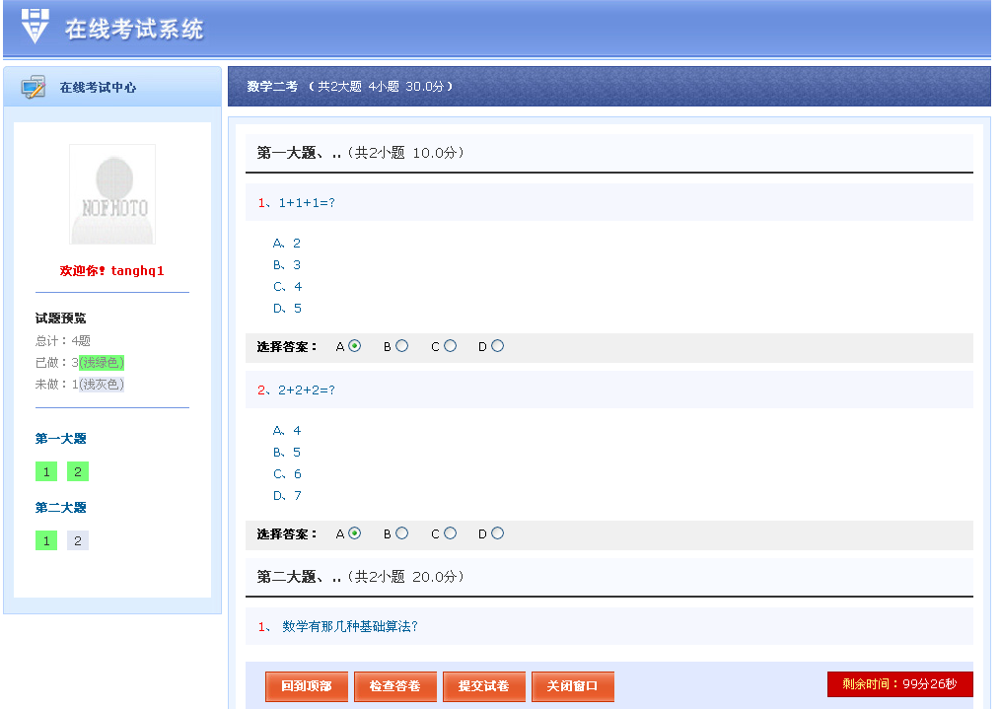 在线考试系统
在线考试中心
NOPHOTO
欢迎你! tanghq1
试题预览
总计：4题
已做：3(浅绿色)
未做：1(浅灰色)
第一大题
1 2
第二大题
1 2
数学二考 （共2大题 4小题 30.0分）
第一大题、..（共2小题 10.0分）
1、1+1+1=?
A、2
B、3
C、4
D、5
选择答案： A B C D
2、2+2+2=?
A、4
B、5
C、6
D、7
选择答案： A B C D
第二大题、..（共2小题 20.0分）
1、 数学有那几种基础算法?
回到顶部 检查答卷 提交试卷 关闭窗口 剩余时间：99分26秒